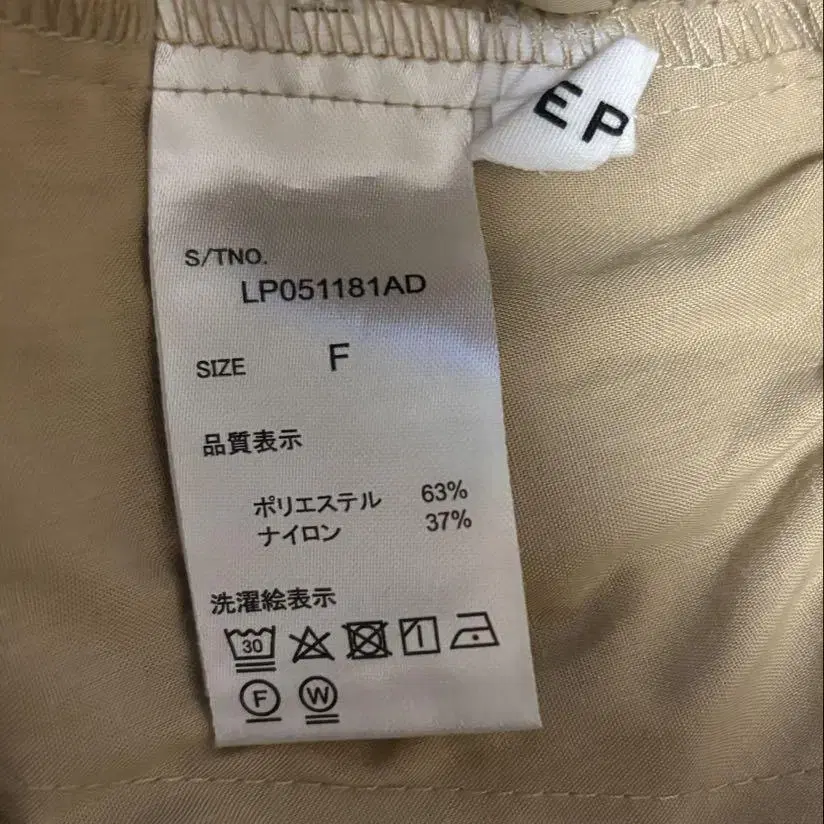 EP
S/TNO.
LP051181AD
SIZE F
品質表示
ポリエステル 63%
ナイロン 37%
洗濯絵表示
30
F W